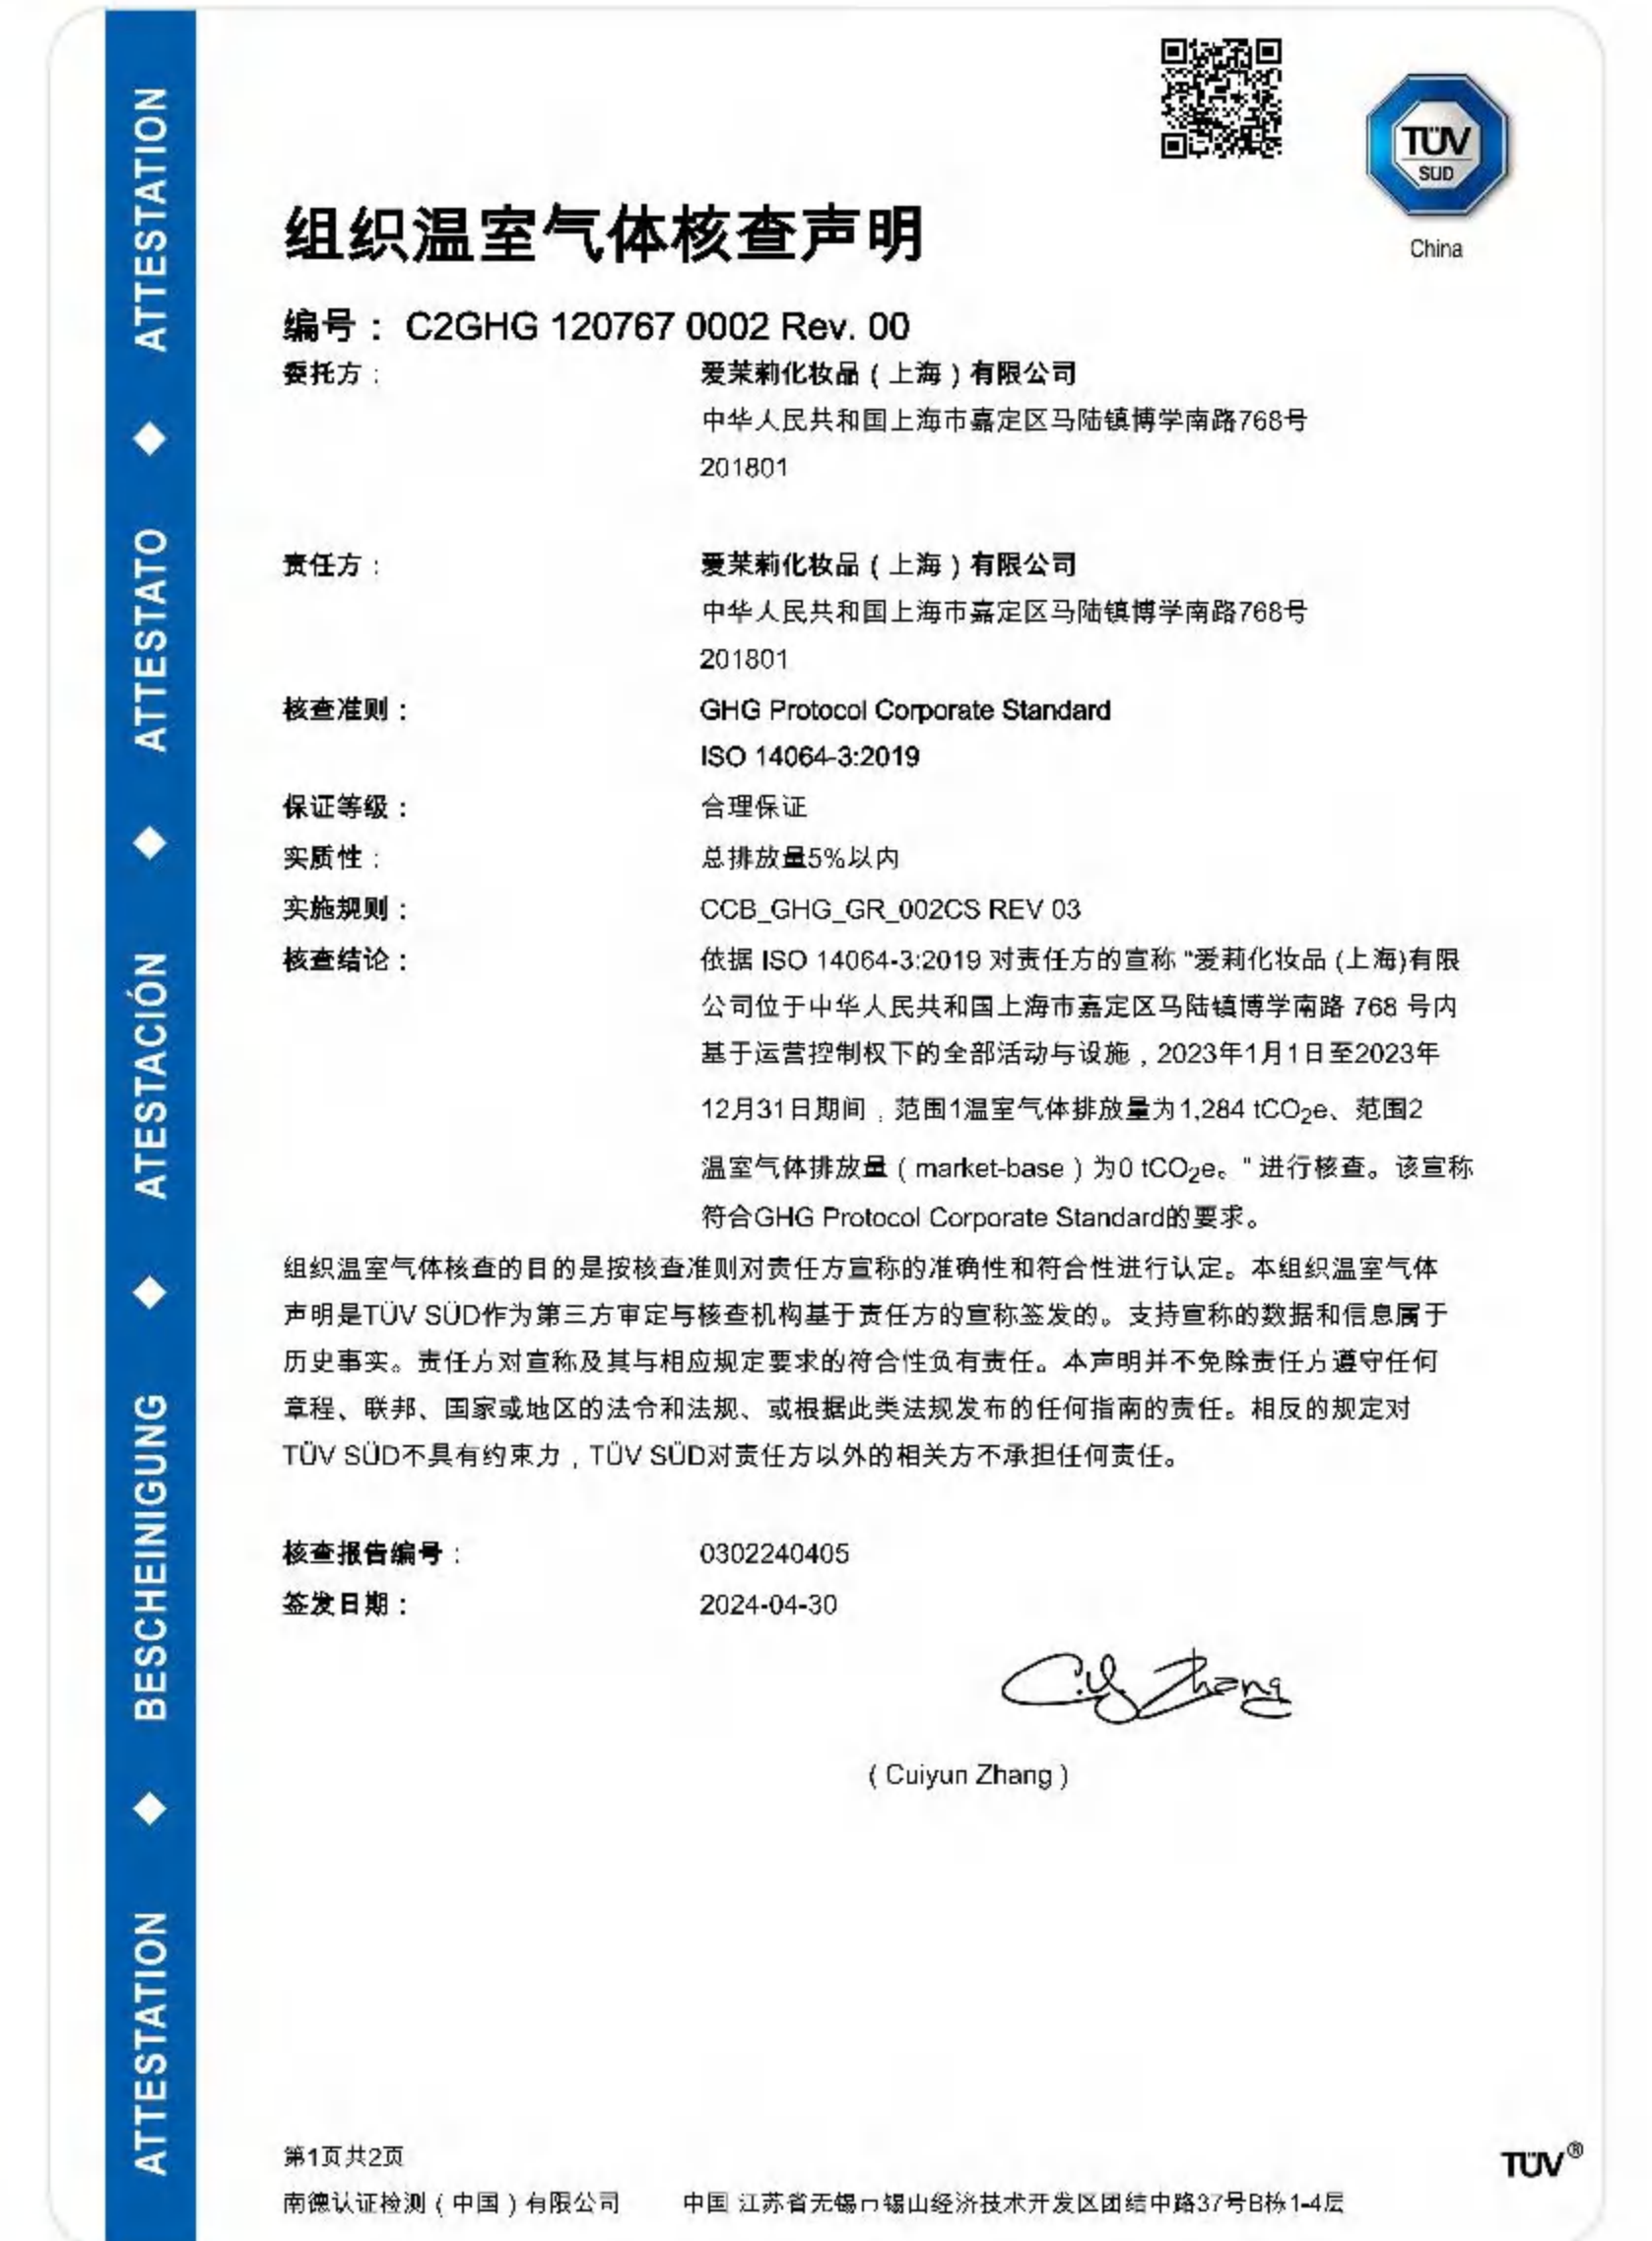 ATTESTATION ◆ BESCHEINIGUNG ◆ ATESTACIÓN ◆ ATTESTATO ◆ ATTESTATION
TÜV
SÜD
China
组织温室气体核查声明
编号： C2GHG 120767 0002 Rev. 00
委托方： 爱茉莉化妆品（上海）有限公司
中华人民共和国上海市嘉定区马陆镇博学南路768号
201801
责任方： 爱茉莉化妆品（上海）有限公司
中华人民共和国上海市嘉定区马陆镇博学南路768号
201801
核查准则： GHG Protocol Corporate Standard
ISO 14064-3:2019
保证等级： 合理保证
实质性： 总排放量5%以内
实施规则： CCB_GHG_GR_002CS REV 03
核查结论： 依据 ISO 14064-3:2019 对责任方的宣称 "爱莉化妆品 (上海)有限
公司位于中华人民共和国上海市嘉定区马陆镇博学南路 768 号内
基于运营控制权下的全部活动与设施，2023年1月1日至2023年
12月31日期间，范围1温室气体排放量为1,284 tCO₂e、范围2
温室气体排放量（market-base）为0 tCO₂e。" 进行核查。该宣称
符合GHG Protocol Corporate Standard的要求。
组织温室气体核查的目的是按核查准则对责任方宣称的准确性和符合性进行认定。本组织温室气体
声明是TÜV SÜD作为第三方审定与核查机构基于责任方的宣称签发的。支持宣称的数据和信息属于
历史事实。责任方对宣称及其与相应规定要求的符合性负有责任。本声明并不免除责任方遵守任何
章程、联邦、国家或地区的法令和法规、或根据此类法规发布的任何指南的责任。相反的规定对
TÜV SÜD不具有约束力，TÜV SÜD对责任方以外的相关方不承担任何责任。
核查报告编号： 0302240405
签发日期： 2024-04-30
C.y. Zhang
( Cuiyun Zhang )
第1页共2页
南德认证检测（中国）有限公司 中国 江苏省无锡市锡山经济技术开发区团结中路37号B栋1-4层
TÜV®